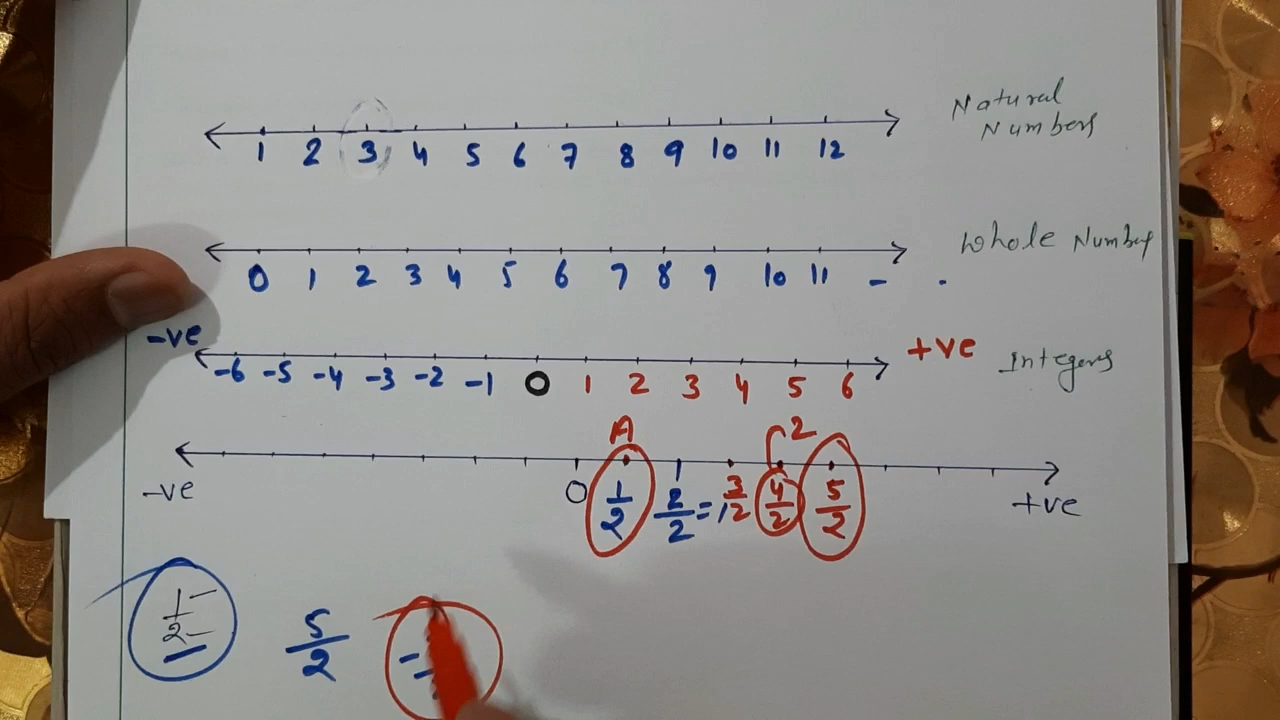 Natural
Numbers
1 2 3 4 5 6 7 8 9 10 11 12
Whole Number
0 1 2 3 4 5 6 7 8 9 10 11 - .
-ve +ve Integers
-6 -5 -4 -3 -2 -1 0 1 2 3 4 5 6
A 2
-ve 0 1/2 2/2 = 1 3/2 4/2 5/2 +ve
1/2 5/2 -